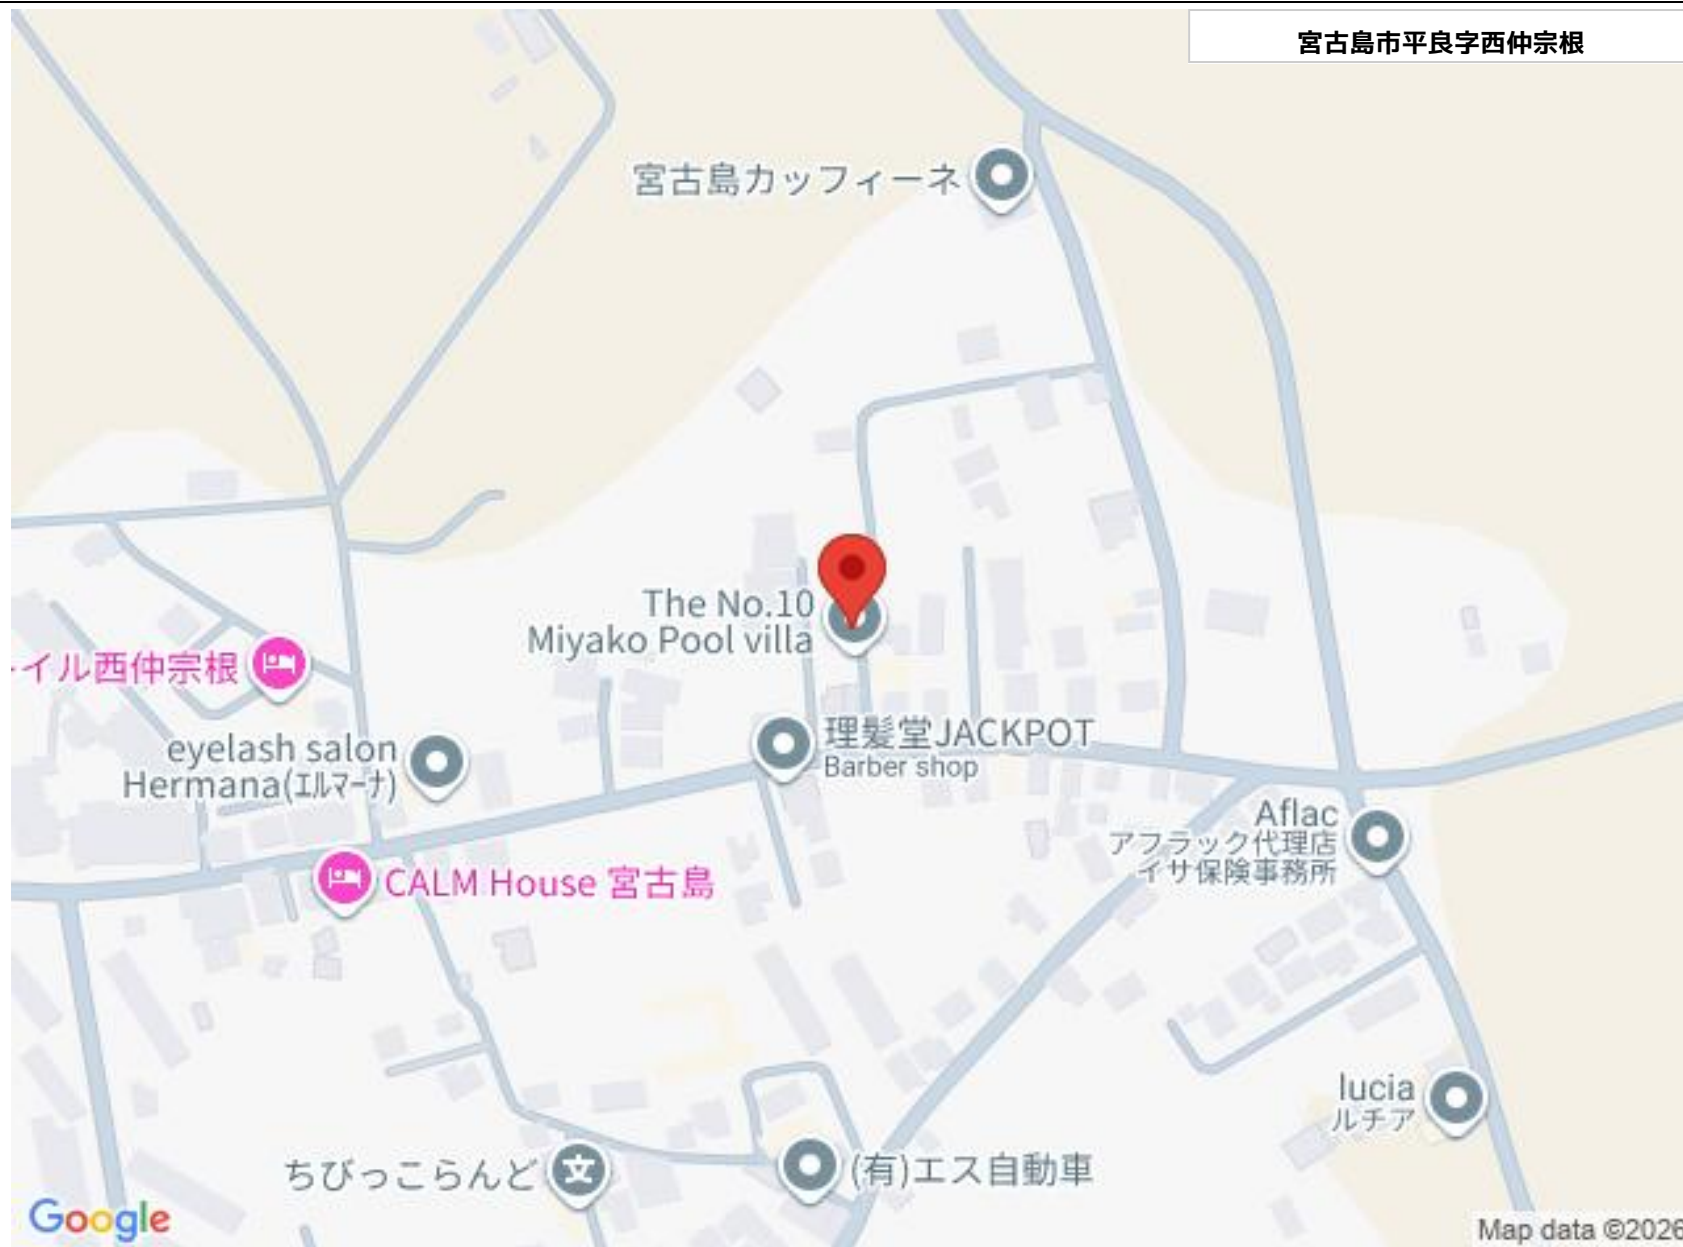 宮古島市平良字西仲宗根
宮古島カッフィーネ
The No.10
Miyako Pool villa
イル西仲宗根
理髪堂JACKPOT
Barber shop
eyelash salon
Hermana(エルマーナ)
Aflac
アフラック代理店
イサ保険事務所
CALM House 宮古島
lucia
ルチア
ちびっこらんど
(有)エス自動車
Google
Map data ©2026